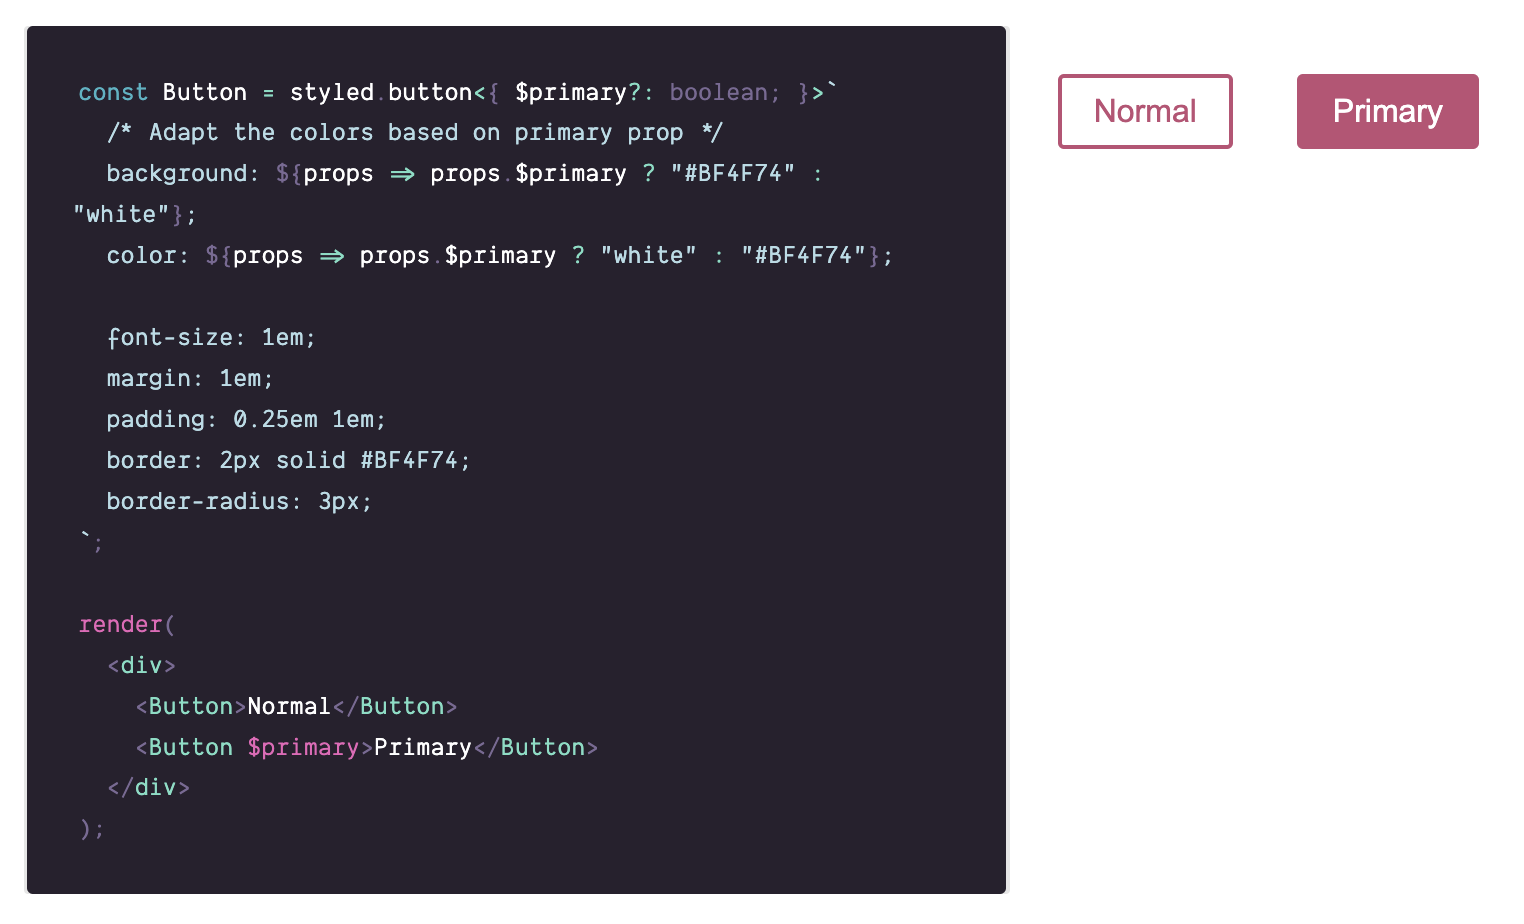 const Button = styled.button<{ $primary?: boolean; }>`
  /* Adapt the colors based on primary prop */
  background: ${props => props.$primary ? "#BF4F74" :
"white"};
  color: ${props => props.$primary ? "white" : "#BF4F74"};

  font-size: 1em;
  margin: 1em;
  padding: 0.25em 1em;
  border: 2px solid #BF4F74;
  border-radius: 3px;
`;

render(
  <div>
    <Button>Normal</Button>
    <Button $primary>Primary</Button>
  </div>
);
Normal
Primary